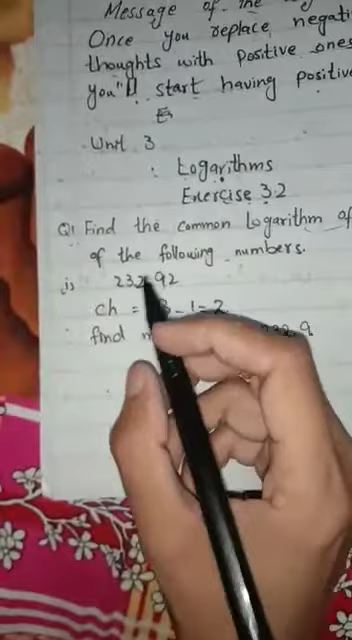 Message of the
Once you replace negati
thoughts with positive ones
you"ll start having positive
Unit 3
: Logarithms
Exercise 3.2
Q1 Find the common logarithm of
of the following numbers.
is 232.92
ch = 3 - 1 = 2
find